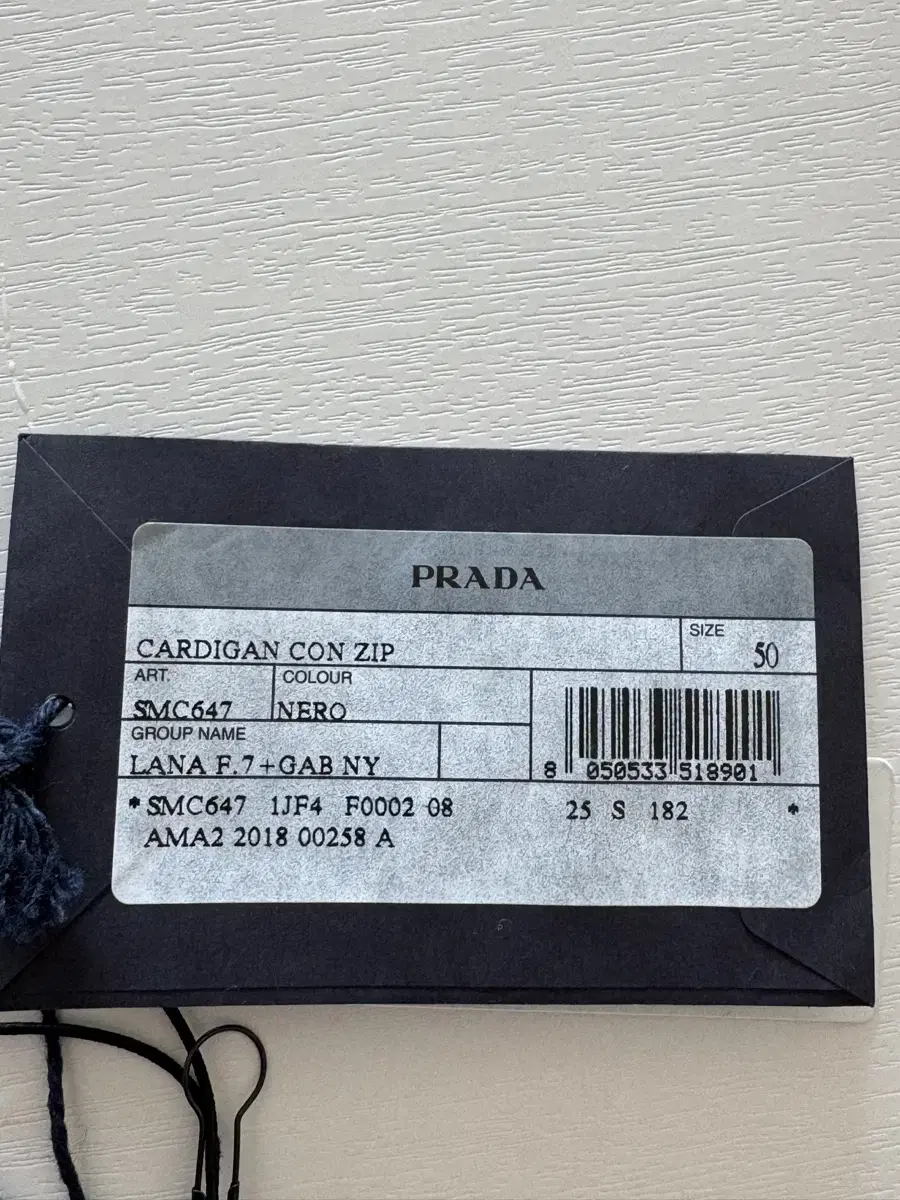 PRADA
CARDIGAN CON ZIP
SIZE
50
ART.
SMC647
COLOUR
NERO
GROUP NAME
LANA F.7+GAB NY
8 050533 518901
*SMC647 1JF4 F0002 08 25 S 182 *
AMA2 2018 00258 A